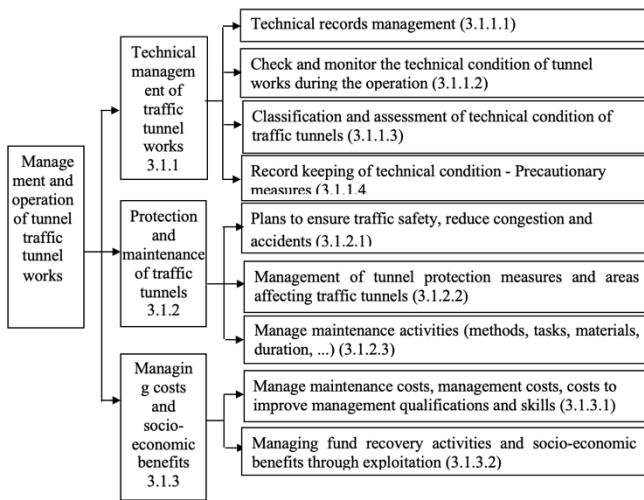 Manage
ment and
operation
of tunnel
traffic
tunnel
works
Technical
managem
ent of
traffic
tunnel
works
3.1.1
Technical records management (3.1.1.1)
Check and monitor the technical condition of tunnel
works during the operation (3.1.1.2)
Classification and assessment of technical condition of
traffic tunnels (3.1.1.3)
Record keeping of technical condition - Precautionary
measures (3.1.1.4
Protection
and
maintenance
of traffic
tunnels
3.1.2
Plans to ensure traffic safety, reduce congestion and
accidents (3.1.2.1)
Management of tunnel protection measures and areas
affecting traffic tunnels (3.1.2.2)
Manage maintenance activities (methods, tasks, materials,
duration, ...) (3.1.2.3)
Managin
g costs
and
socio-
economic
benefits
3.1.3
Manage maintenance costs, management costs, costs to
improve management qualifications and skills (3.1.3.1)
Managing fund recovery activities and socio-economic
benefits through exploitation (3.1.3.2)